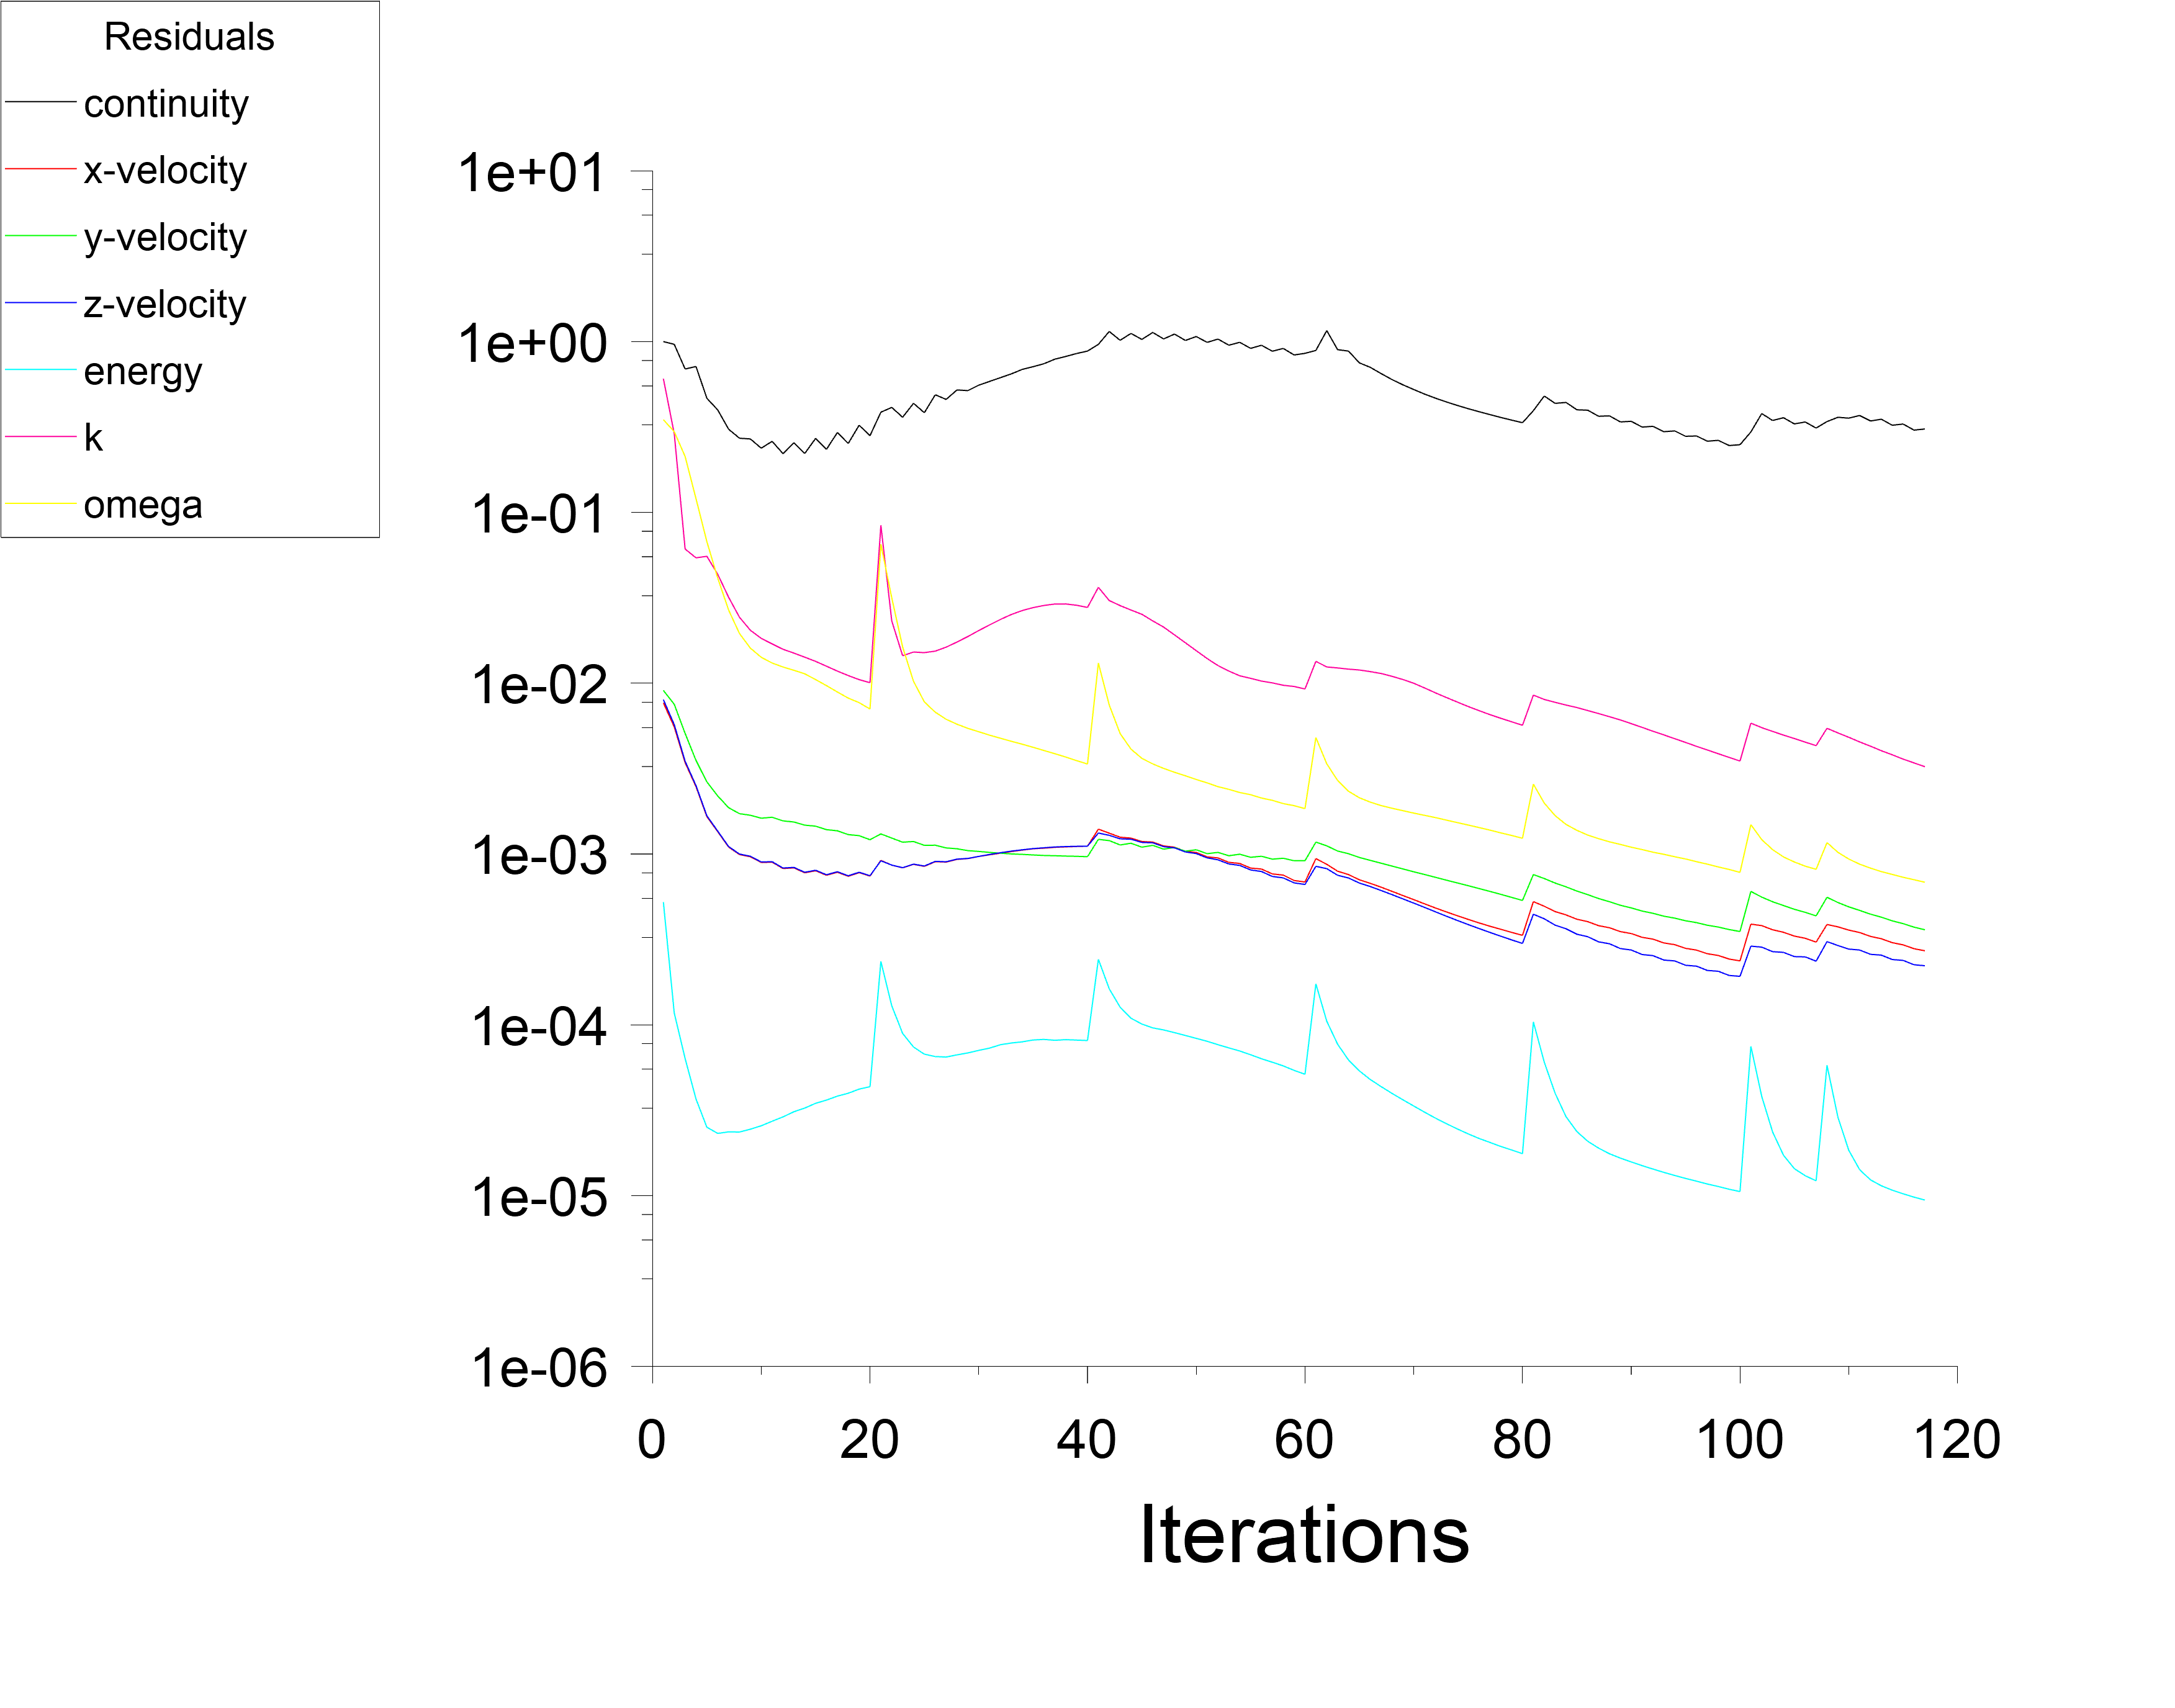 Residuals
continuity
x-velocity
y-velocity
z-velocity
energy
k
omega
1e+01
1e+00
1e-01
1e-02
1e-03
1e-04
1e-05
1e-06
0 20 40 60 80 100 120
Iterations